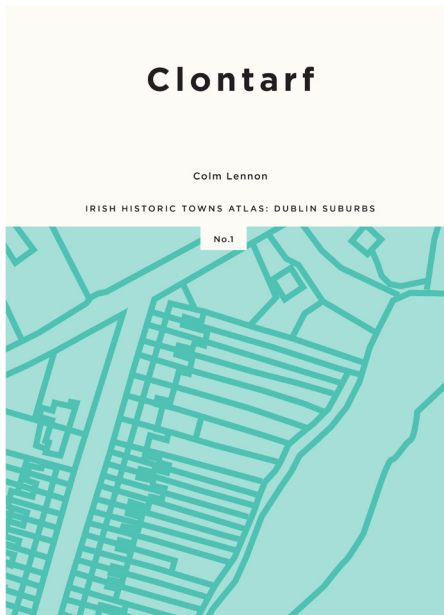 Clontarf
Colm Lennon
IRISH HISTORIC TOWNS ATLAS: DUBLIN SUBURBS
No.1